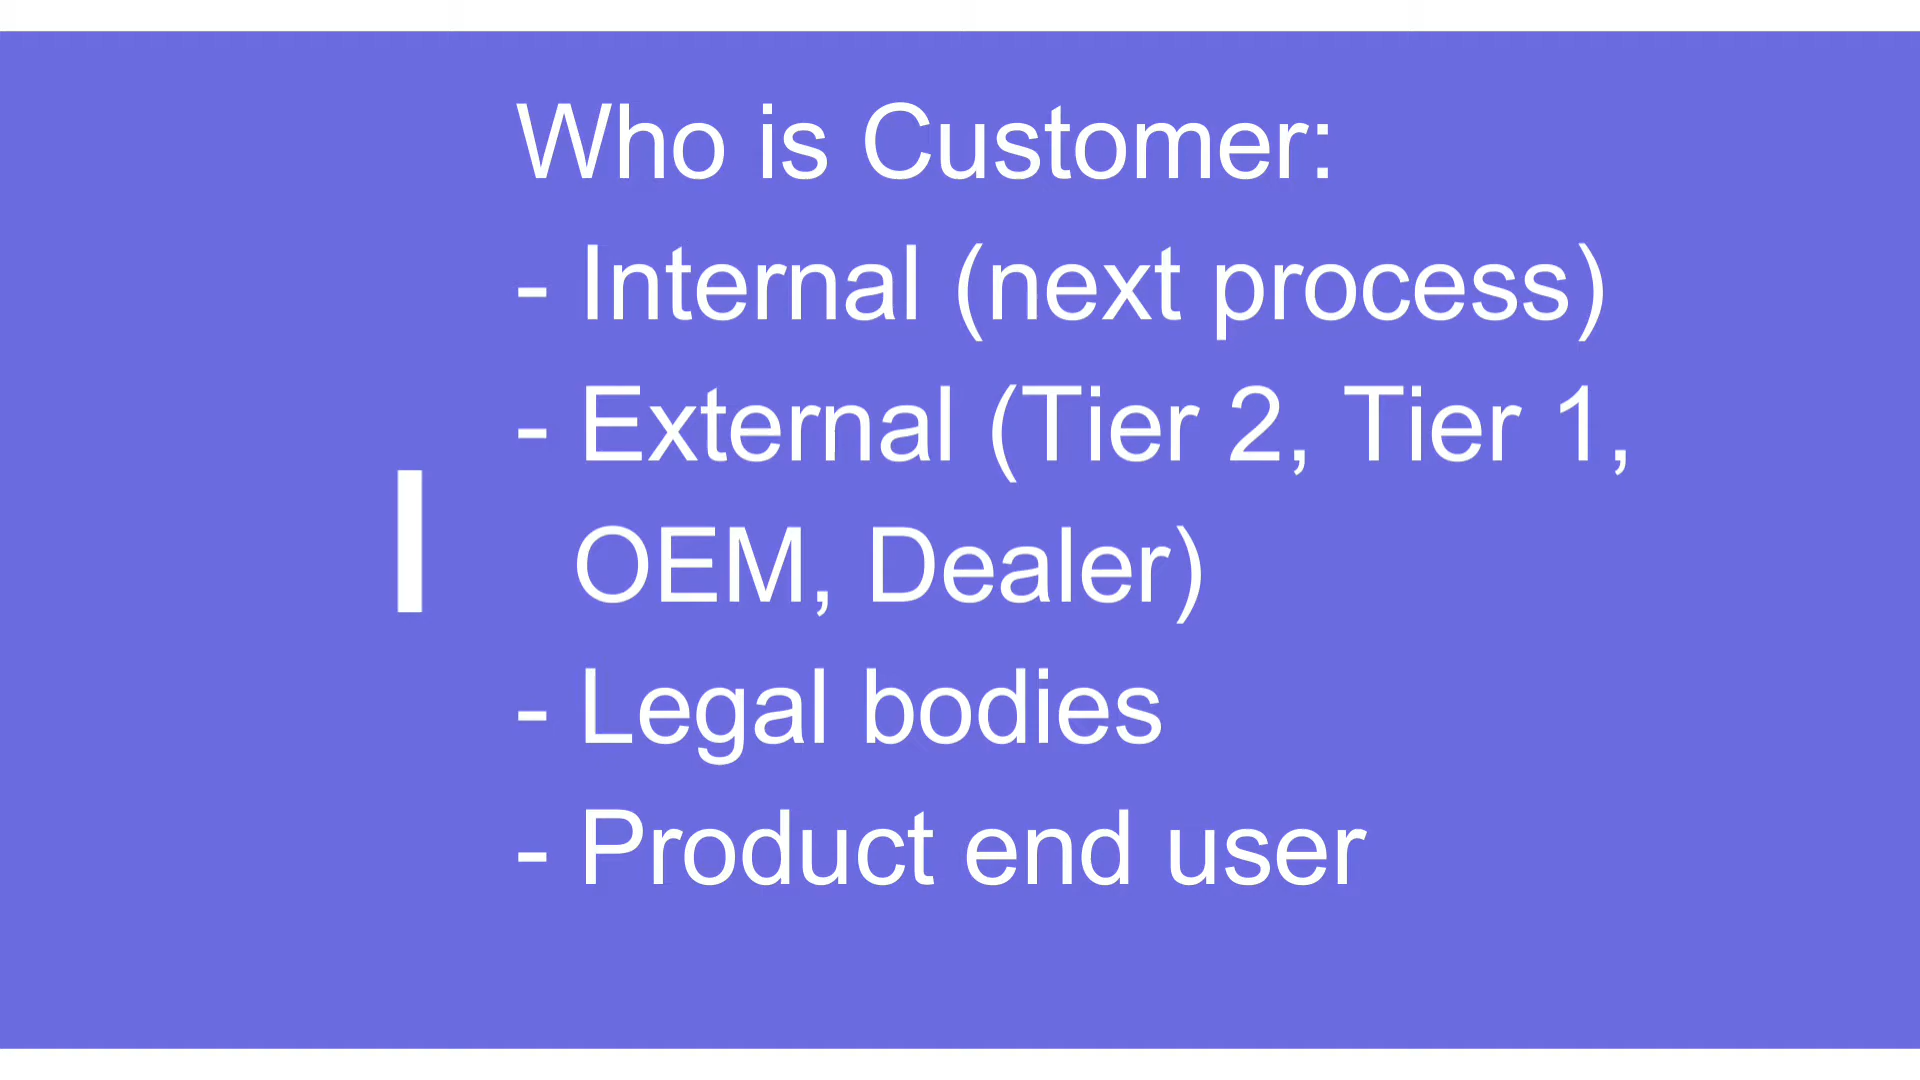 Who is Customer:
- Internal (next process)
- External (Tier 2, Tier 1,
OEM, Dealer)
- Legal bodies
- Product end user